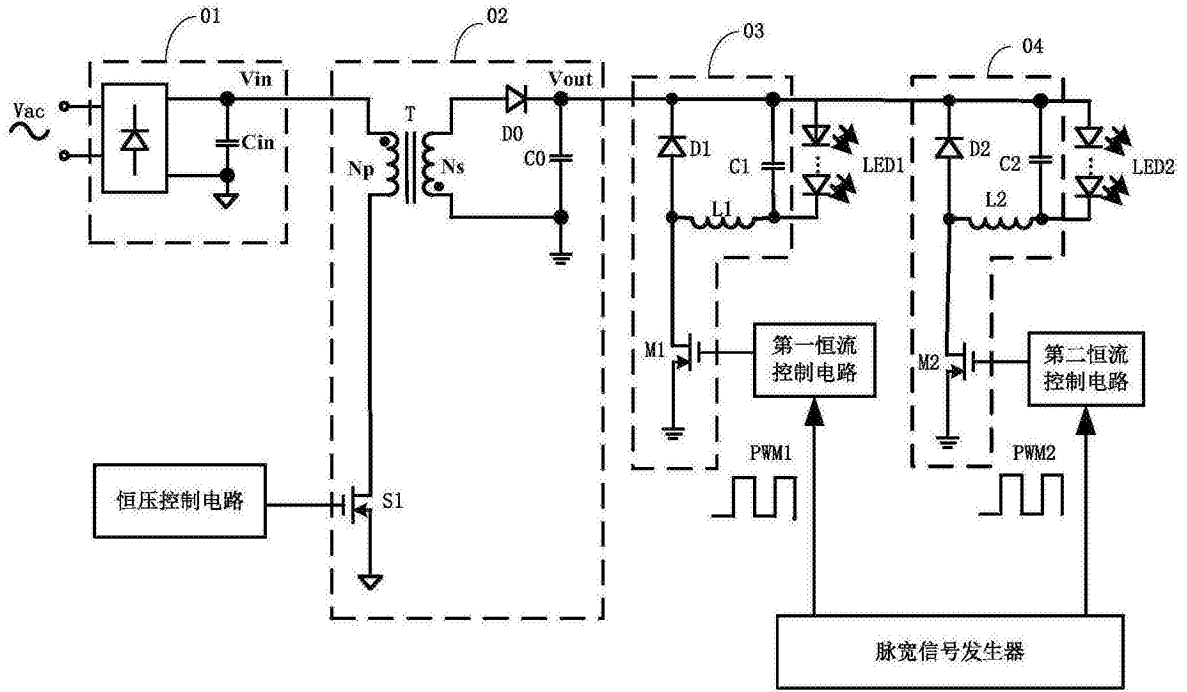 01
02
03
04
Vac
Vin
Cin
T
Np
Ns
D0
Vout
C0
D1
C1
L1
LED1
D2
C2
L2
LED2
M1
第一恒流
控制电路
M2
第二恒流
控制电路
PWM1
PWM2
恒压控制电路
S1
脉宽信号发生器